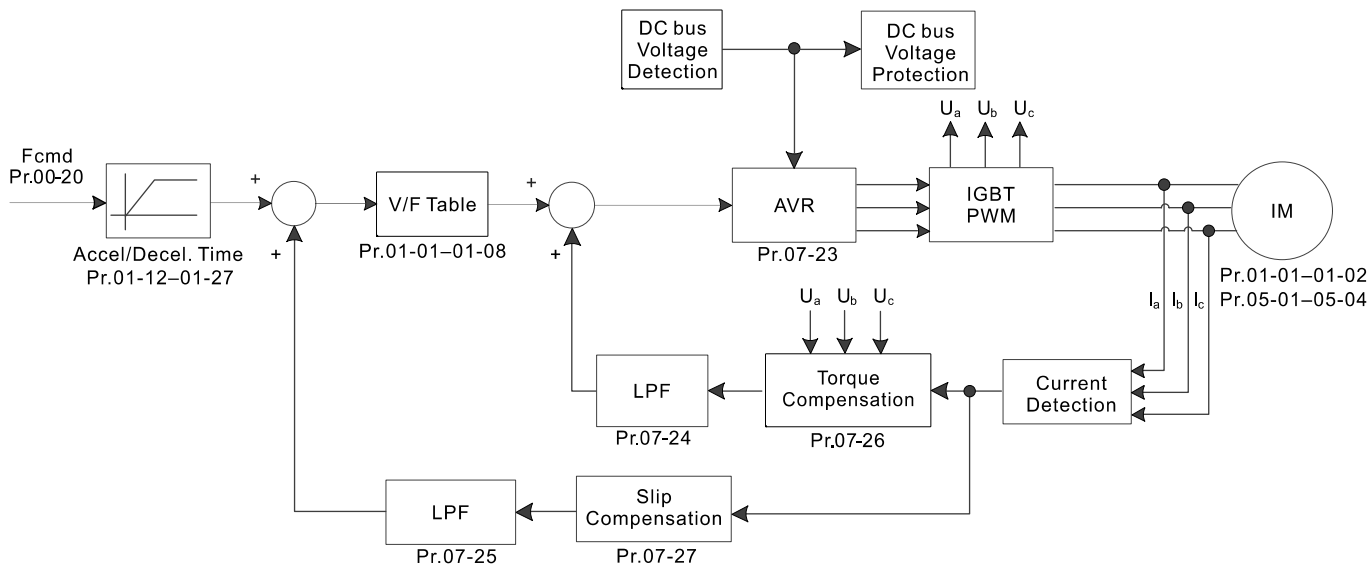 DC bus
Voltage
Detection
DC bus
Voltage
Protection
Ua
Ub
Uc
Fcmd
Pr.00-20
+
V/F Table
+
AVR
IGBT
PWM
IM
Accel/Decel. Time
Pr.01-12–01-27
+
Pr.01-01–01-08
+
Pr.07-23
Pr.01-01–01-02
Pr.05-01–05-04
Ia
Ib
Ic
Ua
Ub
Uc
LPF
Pr.07-24
Torque
Compensation
Pr.07-26
Current
Detection
LPF
Pr.07-25
Slip
Compensation
Pr.07-27